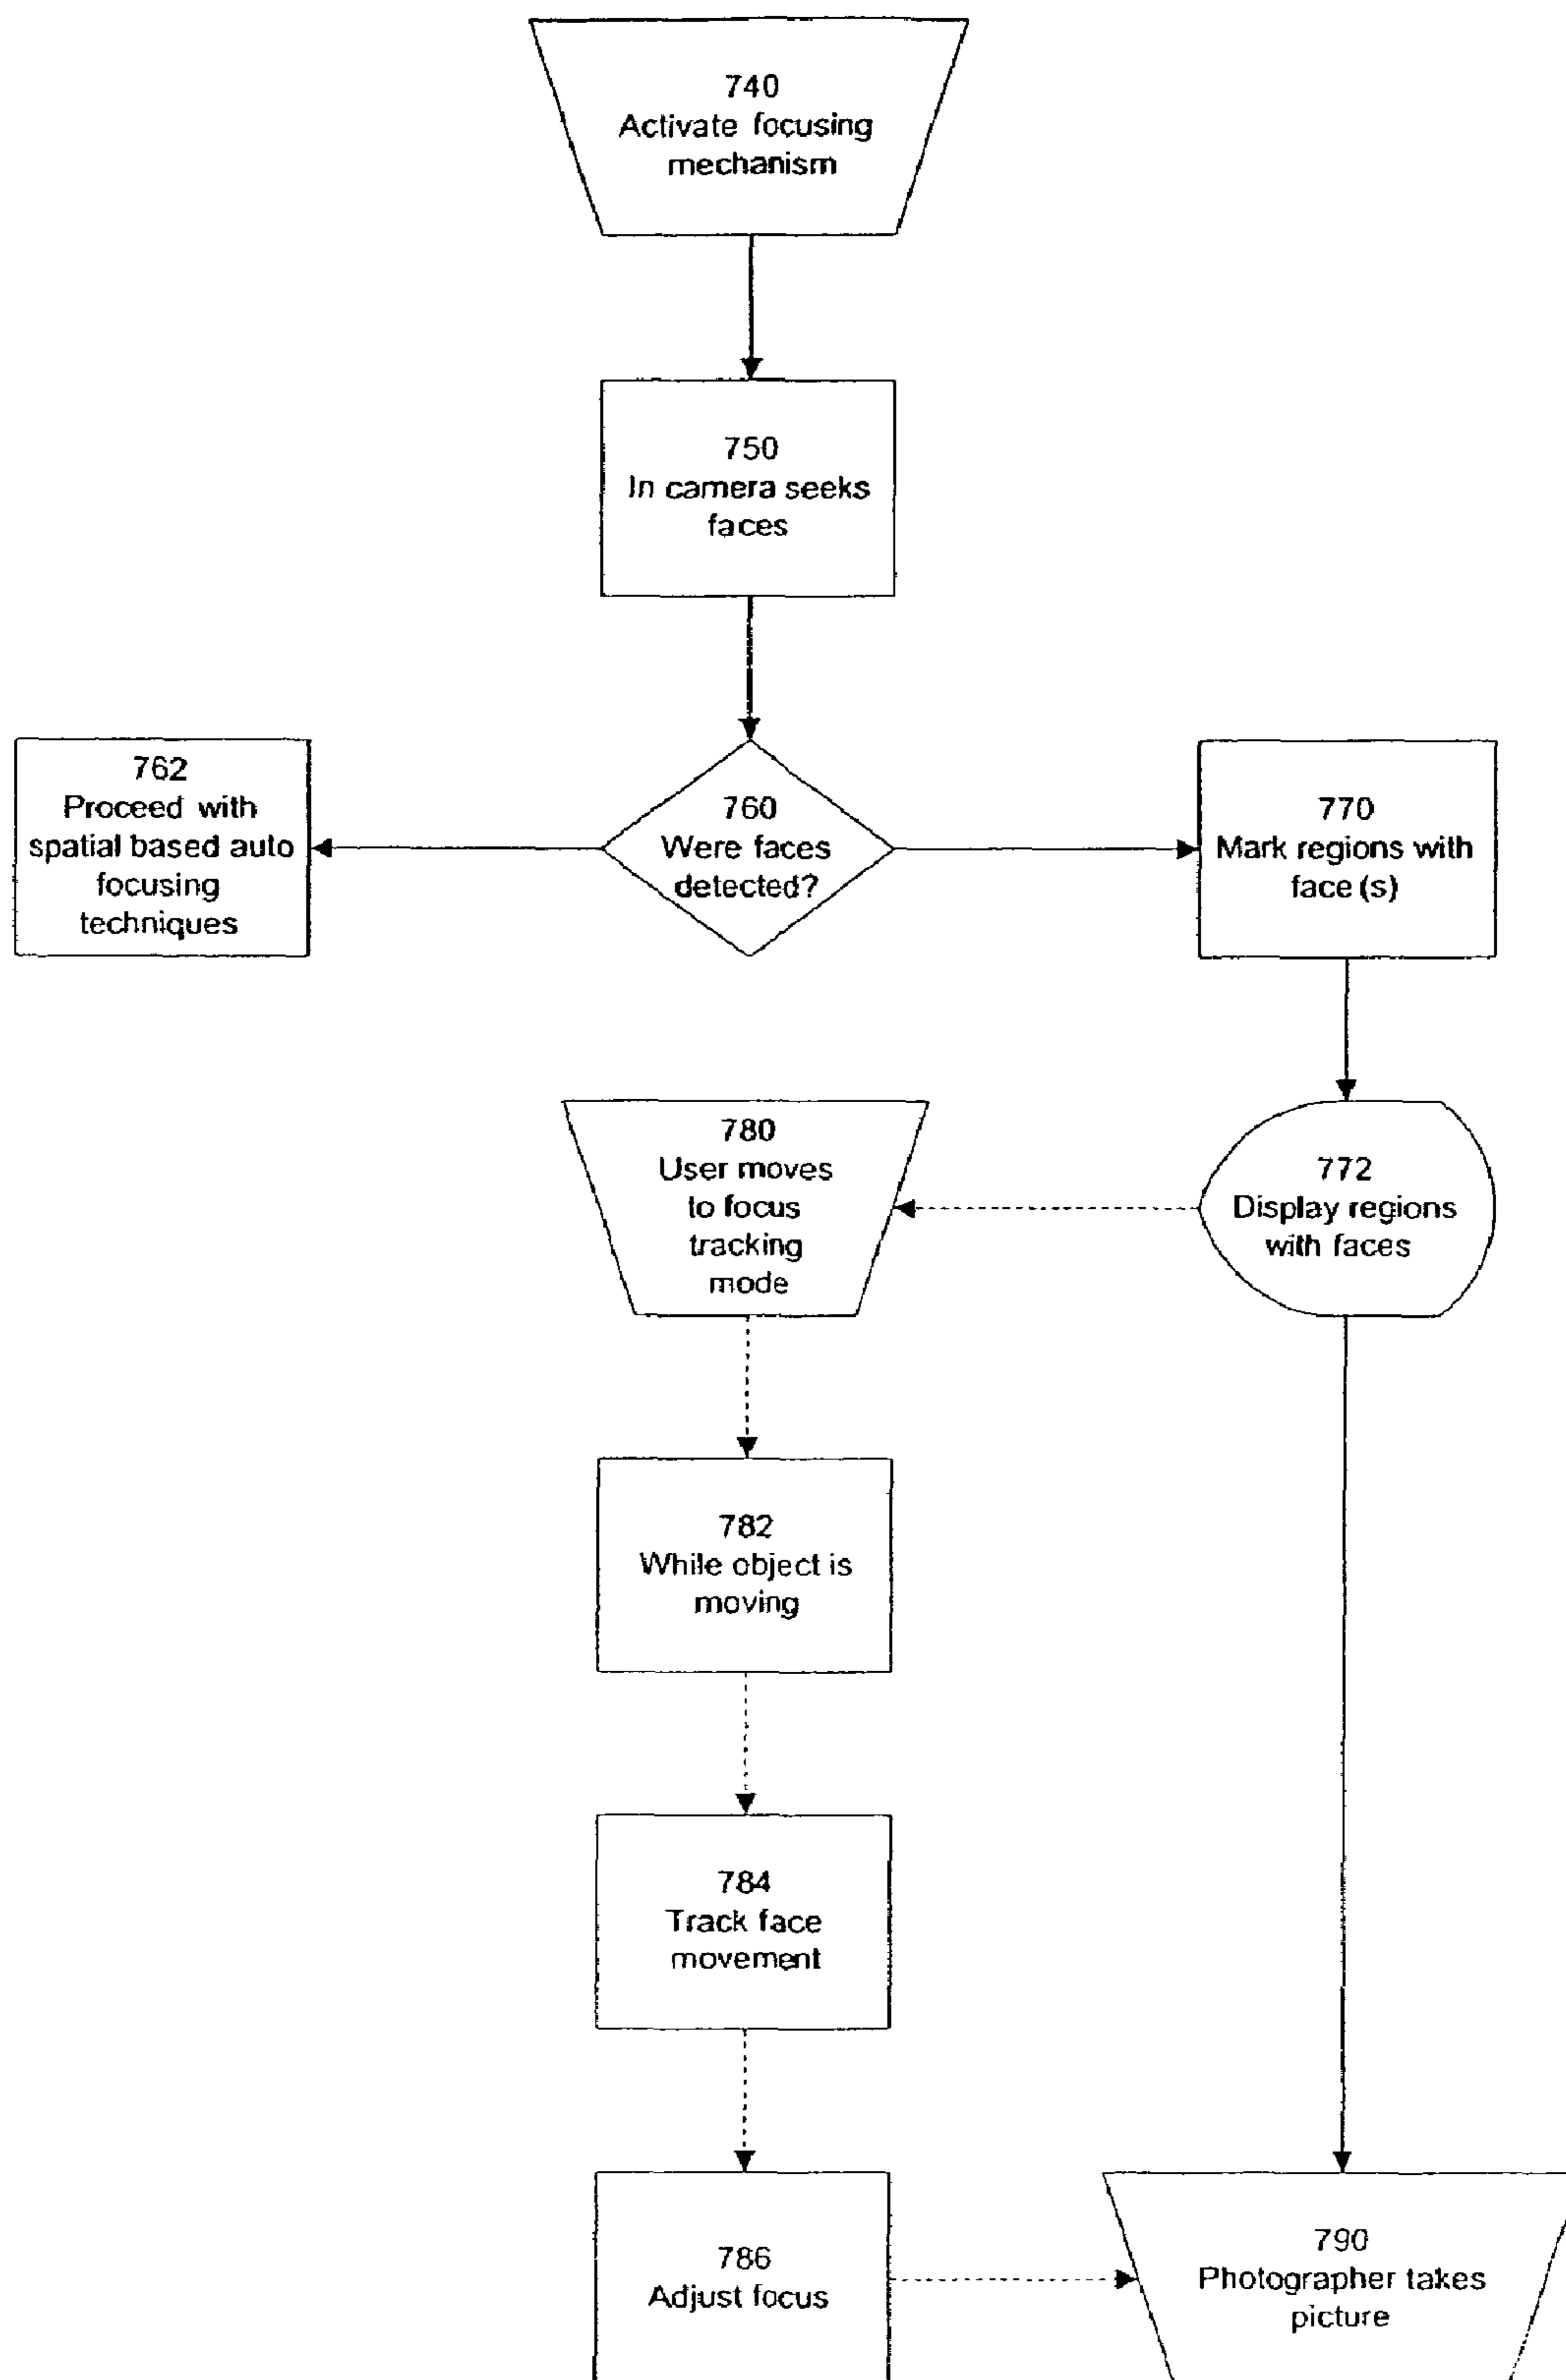 740
Activate focusing
mechanism
750
In camera seeks
faces
762
Proceed with
spatial based auto
focusing
techniques
760
Were faces
detected?
770
Mark regions with
face (s)
780
User moves
to focus
tracking
mode
772
Display regions
with faces
782
While object is
moving
784
Track face
movement
786
Adjust focus
790
Photographer takes
picture